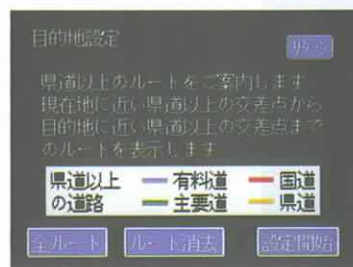 目的地設定
リターン
県道以上のルートをご案内します
現在地に近い県道以上の交差点から
目的地に近い県道以上の交差点まで
のルートを表示します
県道以上 有料道 国道
の道路 主要道 県道
全ルート ルート消去 設定開始